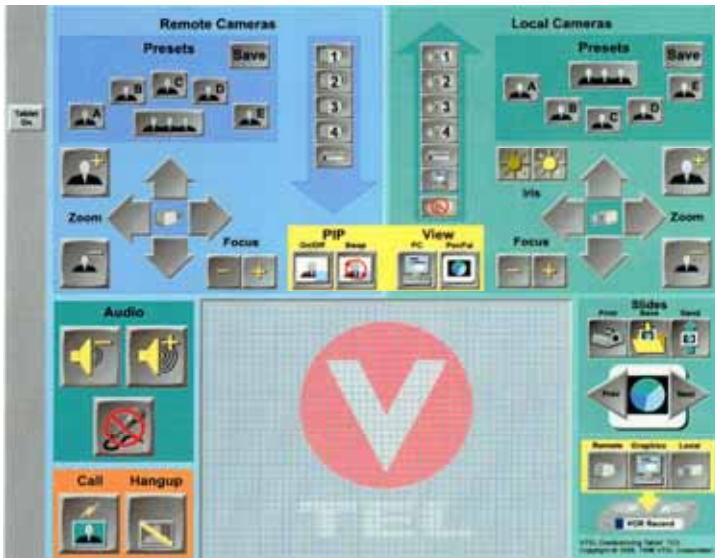 Remote Cameras
Presets
Save
A
B
C
D
E
1
2
3
4
Zoom
Focus
Tablet
On
Local Cameras
Presets
Save
A
B
C
D
E
1
2
3
4
Iris
Zoom
Focus
PIP
On/Off
Swap
View
PC
PenPal
Audio
Call
Hangup
V
Slides
Print
Save
Send
Prev
Next
Remote
Graphics
Local
VCR Record